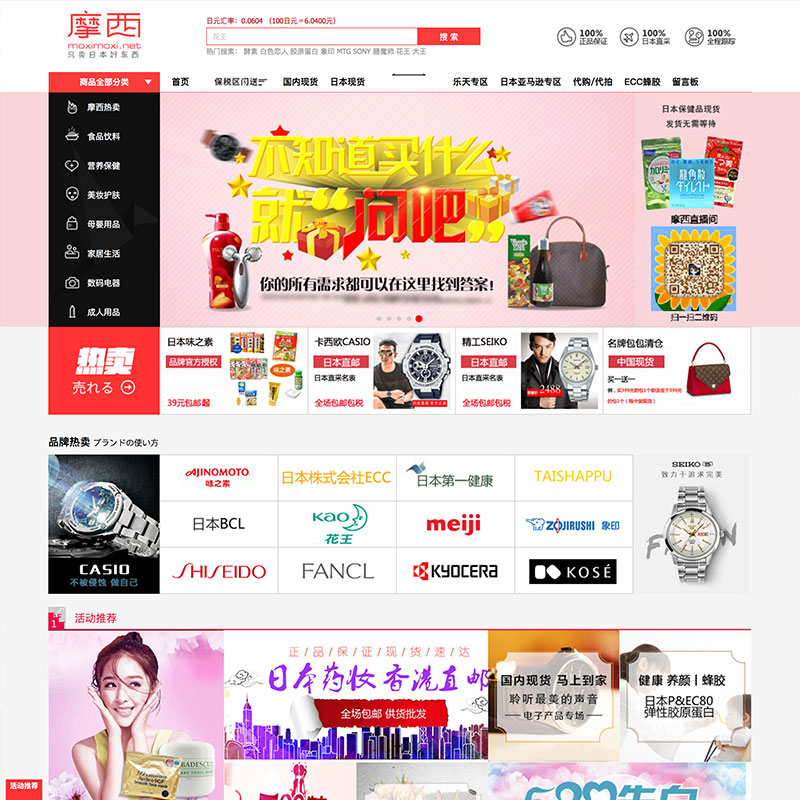 摩西
moximoxi.net
只卖日本好东西
日元汇率：0.0604 （100日元＝6.0400元）
花王
搜 索
热门搜索： 酵素 白色恋人 胶原蛋白 象印 MTG SONY 腊魔师 花王 大王
100%
正品保证
100%
日本直采
100%
全程跟踪
商品全部分类
首页
国内现货
日本现货
乐天专区
日本亚马逊专区
代购/代拍
ECC蜂胶
留言板
摩西热卖
食品饮料
营养保健
美妆护肤
母婴用品
家居生活
数码电器
成人用品
不知道买什么
就“问吧”
你的所有需求都可以在这里找到答案！
日本保健品现货
发货无需等待
龍角散
ダイレクト
摩西直播间
扫一扫二维码
热卖
売れる
日本味之素
品牌官方授权
39元包邮起
卡西欧CASIO
日本直邮
日本直采名表
全场包邮包税
精工SEIKO
日本直邮
日本直采名表
全场包邮包税
2488
名牌包包清仓
中国现货
买一送一
品牌热卖 ブランドの使い方
CASIO
不被侵蚀 做自己
AJINOMOTO
味之素
日本株式会社ECC
日本第一健康
TAISHAPPU
日本BCL
KAO
花王
meiji
ZOJIRUSHI 象印
SHISEIDO
FANCL
KYOCERA
KOSÉ
SEIKO
致力于追求完美
1
活动推荐
正品保证现货速达
日本药妆香港直邮
全场包邮 供货批发
国内现货 马上到家
聆听最美的声音
电子产品专场
健康 养颜 | 蜂胶
日本P&EC80
弹性胶原蛋白
BADESCU
活动推荐